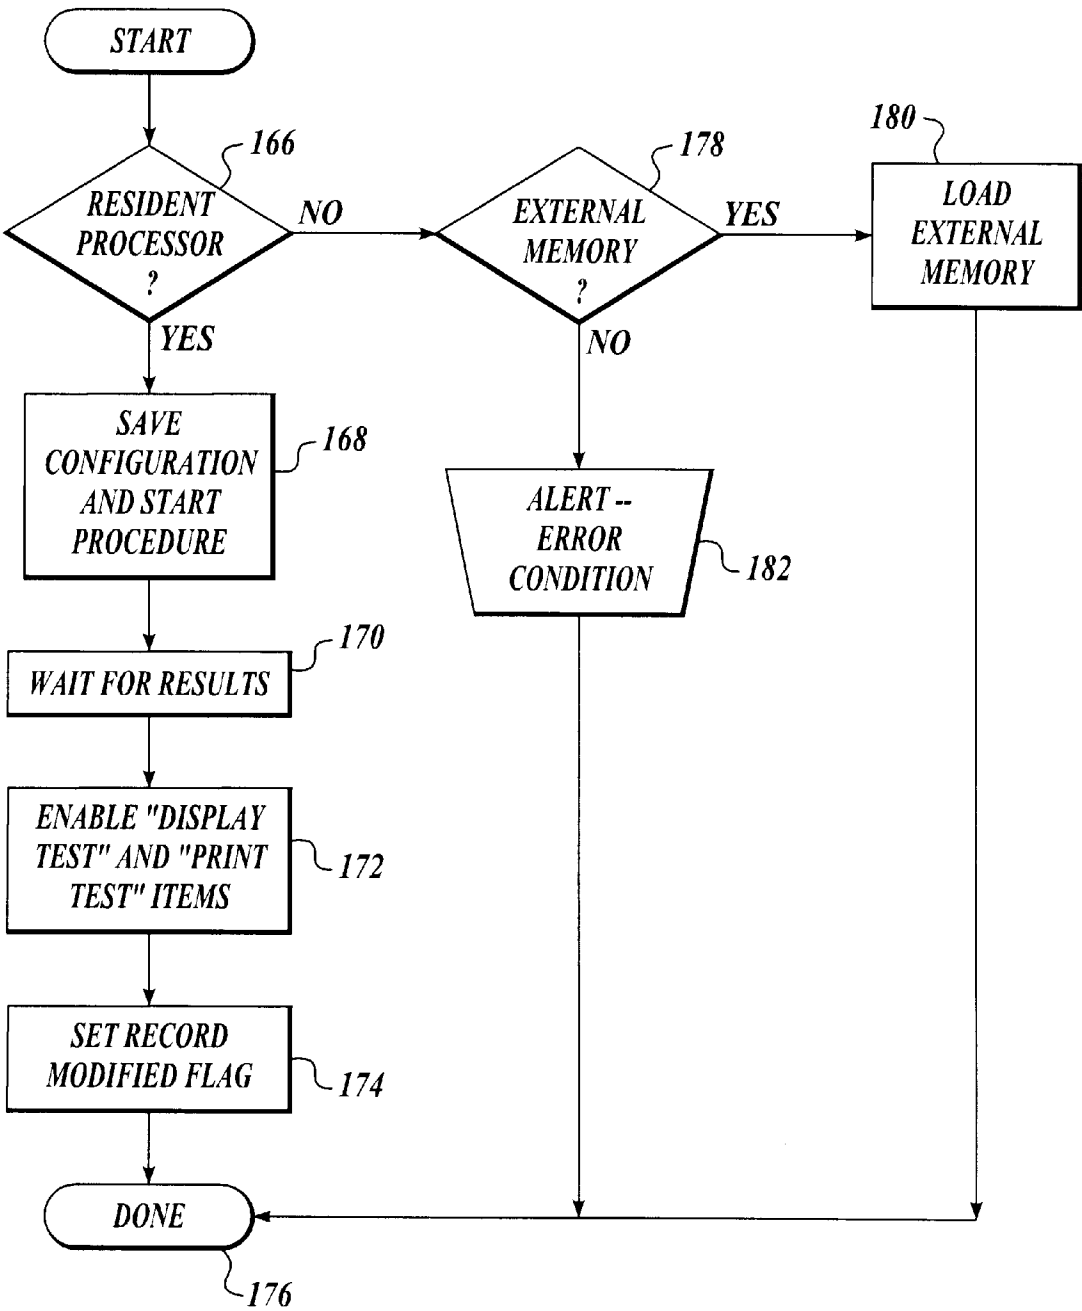 START
166
RESIDENT
PROCESSOR
?
NO
YES
178
EXTERNAL
MEMORY
?
YES
NO
180
LOAD
EXTERNAL
MEMORY
SAVE
CONFIGURATION
AND START
PROCEDURE
168
ALERT --
ERROR
CONDITION
182
WAIT FOR RESULTS
170
ENABLE "DISPLAY
TEST" AND "PRINT
TEST" ITEMS
172
SET RECORD
MODIFIED FLAG
174
DONE
176